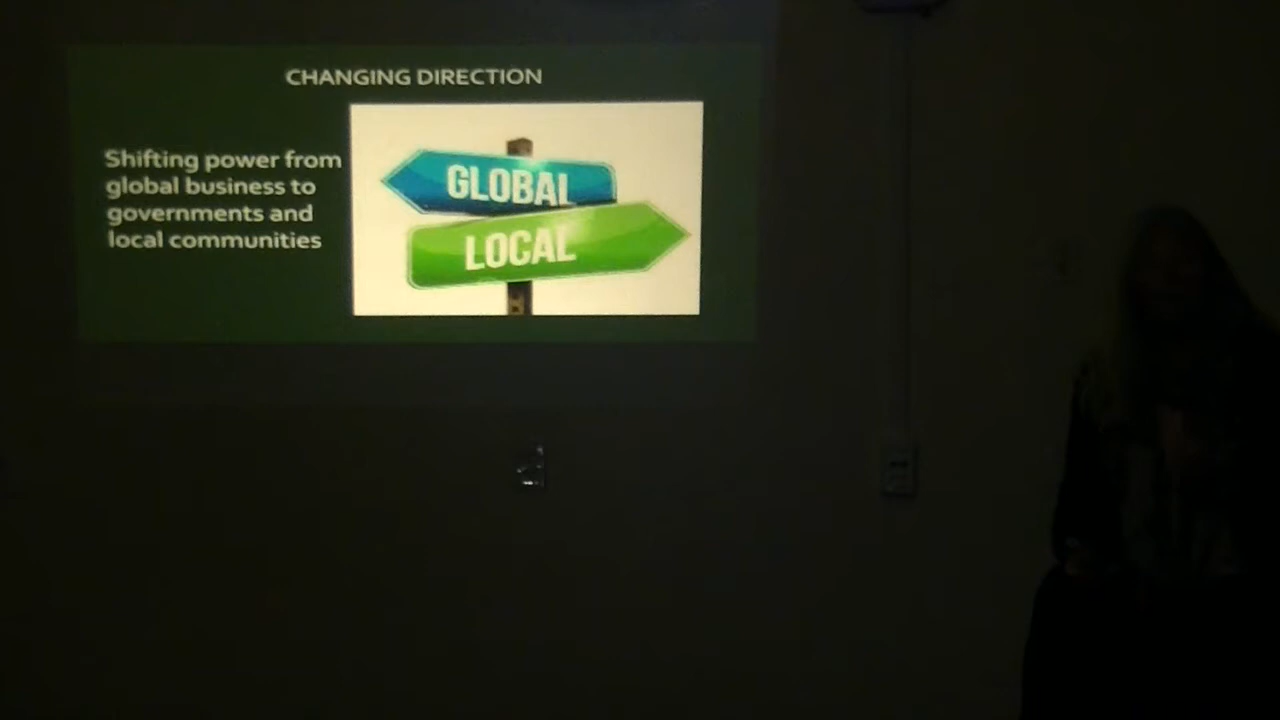 CHANGING DIRECTION
Shifting power from
global business to
governments and
local communities
GLOBAL
LOCAL